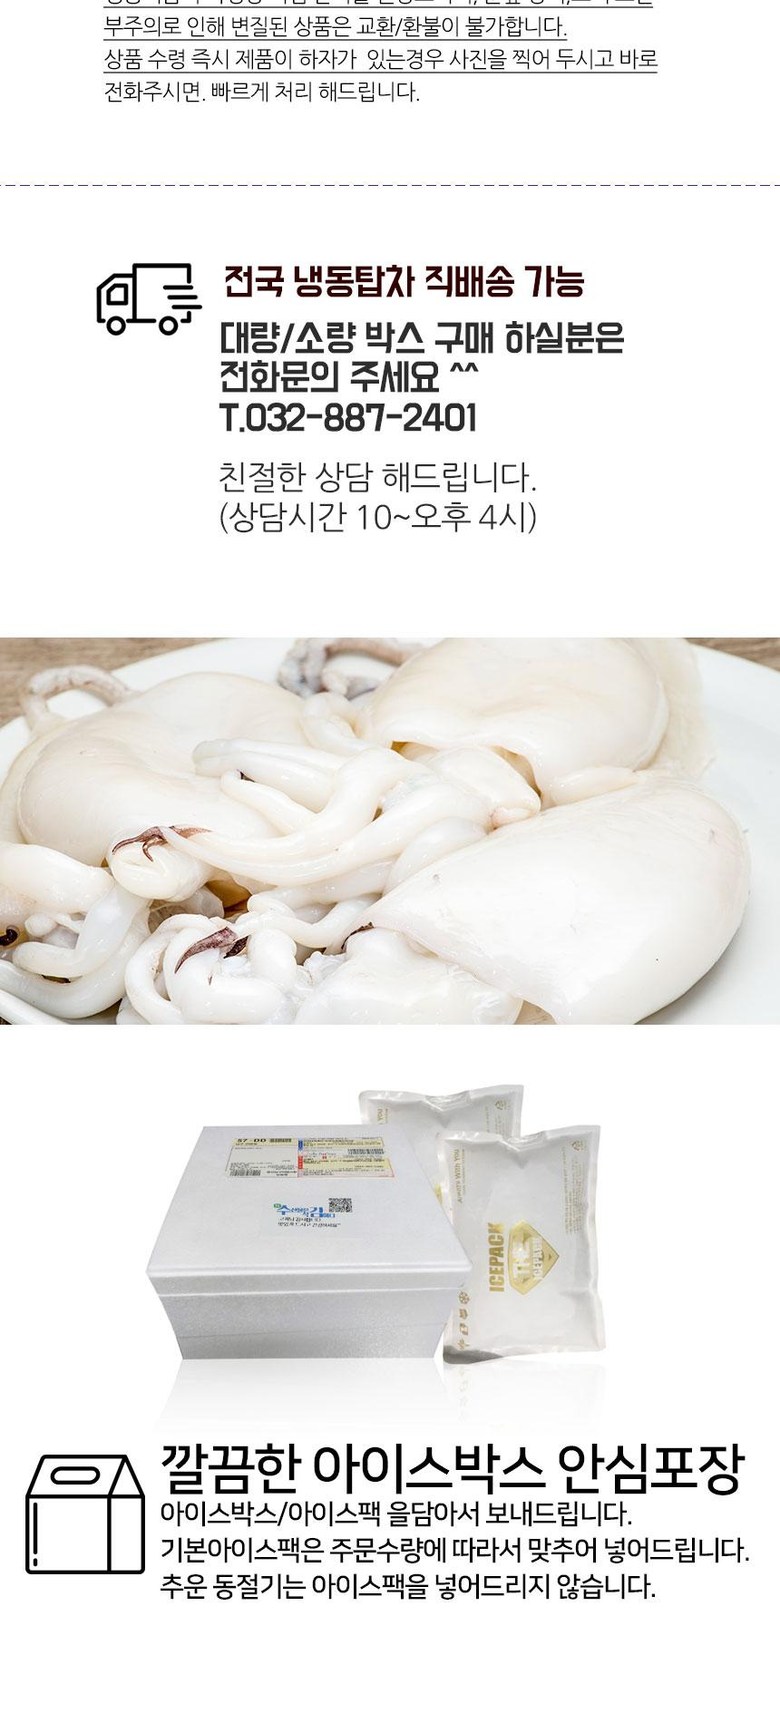 부주의로 인해 변질된 상품은 교환/환불이 불가합니다.
상품 수령 즉시 제품이 하자가 있는경우 사진을 찍어 두시고 바로
전화주시면. 빠르게 처리 해드립니다.
전국 냉동탑차 직배송 가능
대량/소량 박스 구매 하실분은
전화문의 주세요 ^^
T.032-887-2401
친절한 상담 해드립니다.
(상담시간 10~오후 4시)
Always With You
ICEPACK
THE
ICEPACK
깔끔한 아이스박스 안심포장
아이스박스/아이스팩 을담아서 보내드립니다.
기본아이스팩은 주문수량에 따라서 맞추어 넣어드립니다.
추운 동절기는 아이스팩을 넣어드리지 않습니다.